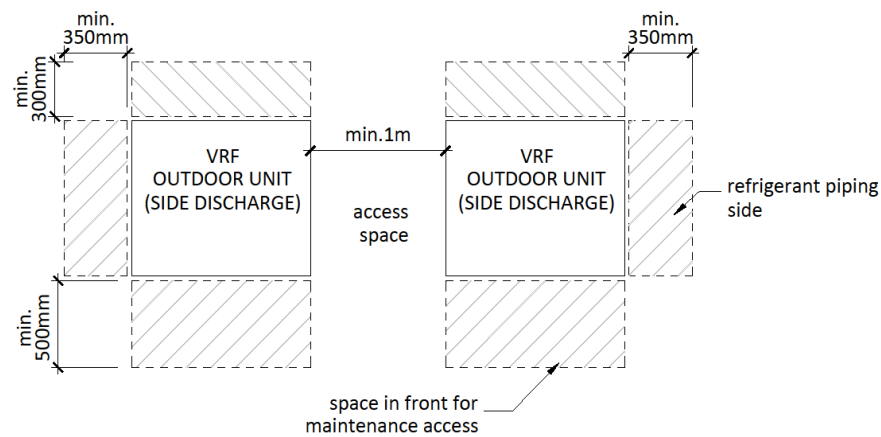 min.
350mm
min.
350mm
min.
300mm
min.1m
VRF
OUTDOOR UNIT
(SIDE DISCHARGE)
VRF
OUTDOOR UNIT
(SIDE DISCHARGE)
refrigerant piping
side
access
space
min.
500mm
space in front for
maintenance access